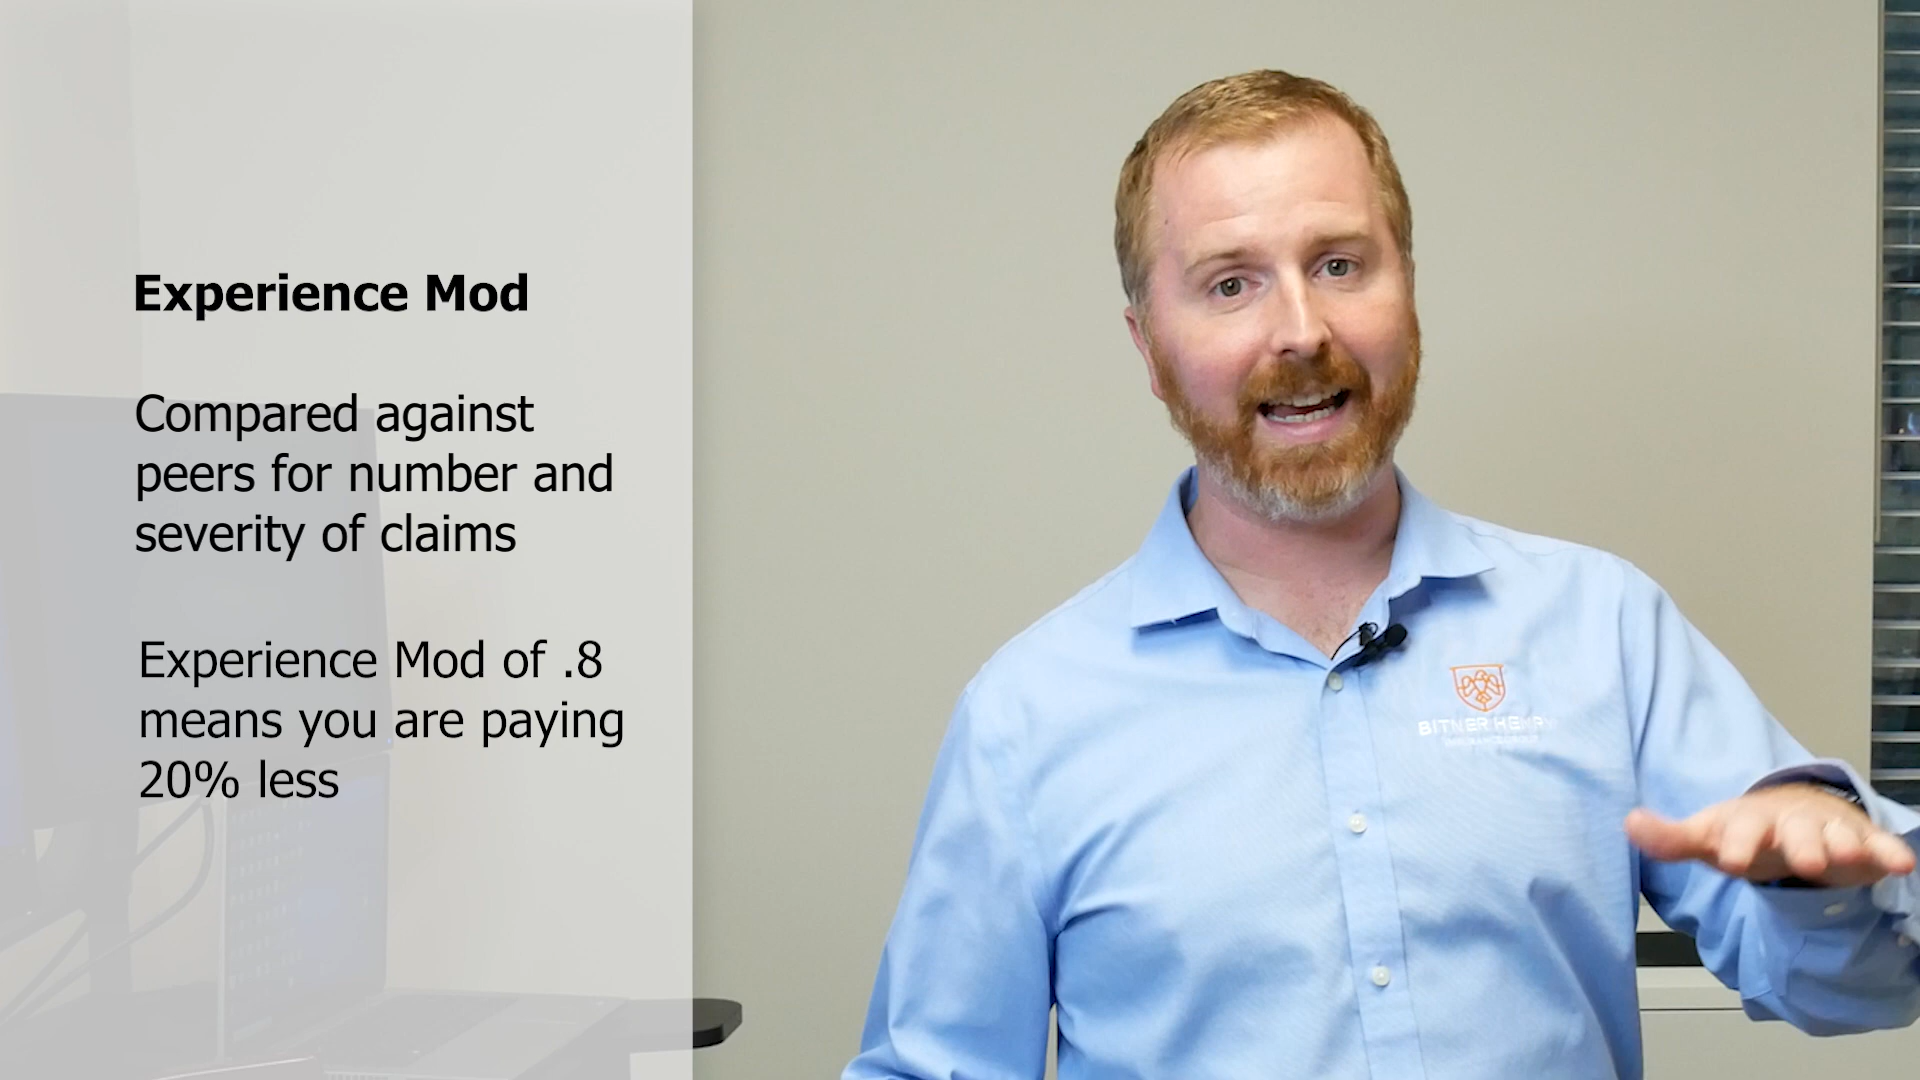 Experience Mod
Compared against
peers for number and
severity of claims
Experience Mod of .8
means you are paying
20% less
BITNER HENRY